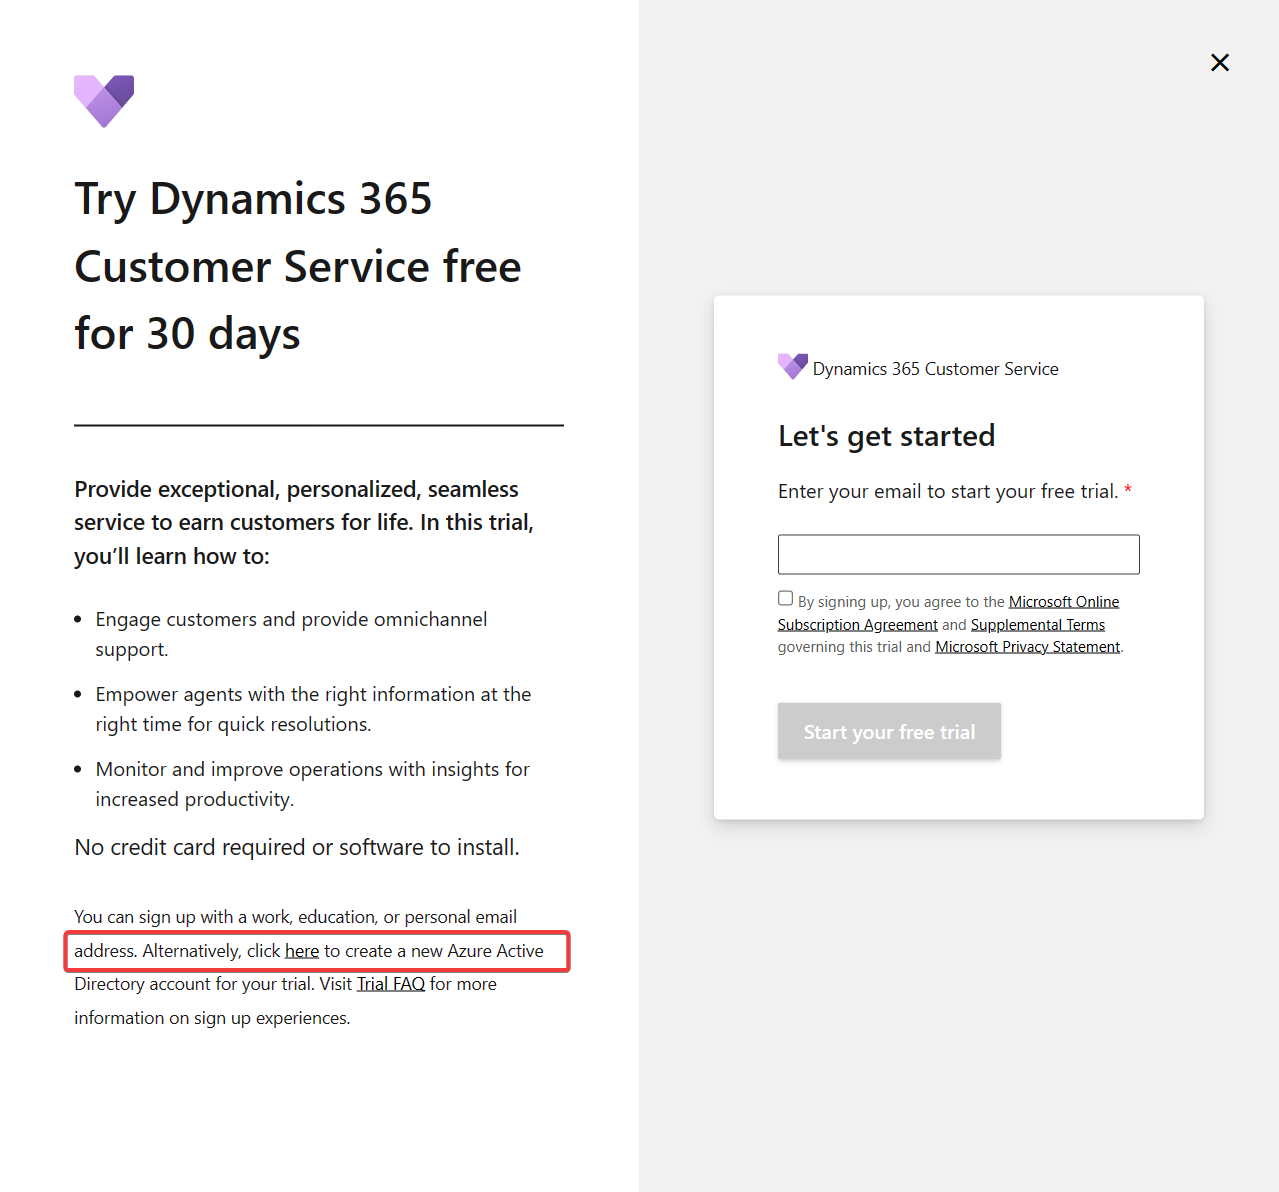 Try Dynamics 365
Customer Service free
for 30 days
Provide exceptional, personalized, seamless
service to earn customers for life. In this trial,
you’ll learn how to:
• Engage customers and provide omnichannel
support.
• Empower agents with the right information at the
right time for quick resolutions.
• Monitor and improve operations with insights for
increased productivity.
No credit card required or software to install.
You can sign up with a work, education, or personal email
address. Alternatively, click here to create a new Azure Active
Directory account for your trial. Visit Trial FAQ for more
information on sign up experiences.
Dynamics 365 Customer Service
Let's get started
Enter your email to start your free trial. *
By signing up, you agree to the Microsoft Online
Subscription Agreement and Supplemental Terms
governing this trial and Microsoft Privacy Statement.
Start your free trial